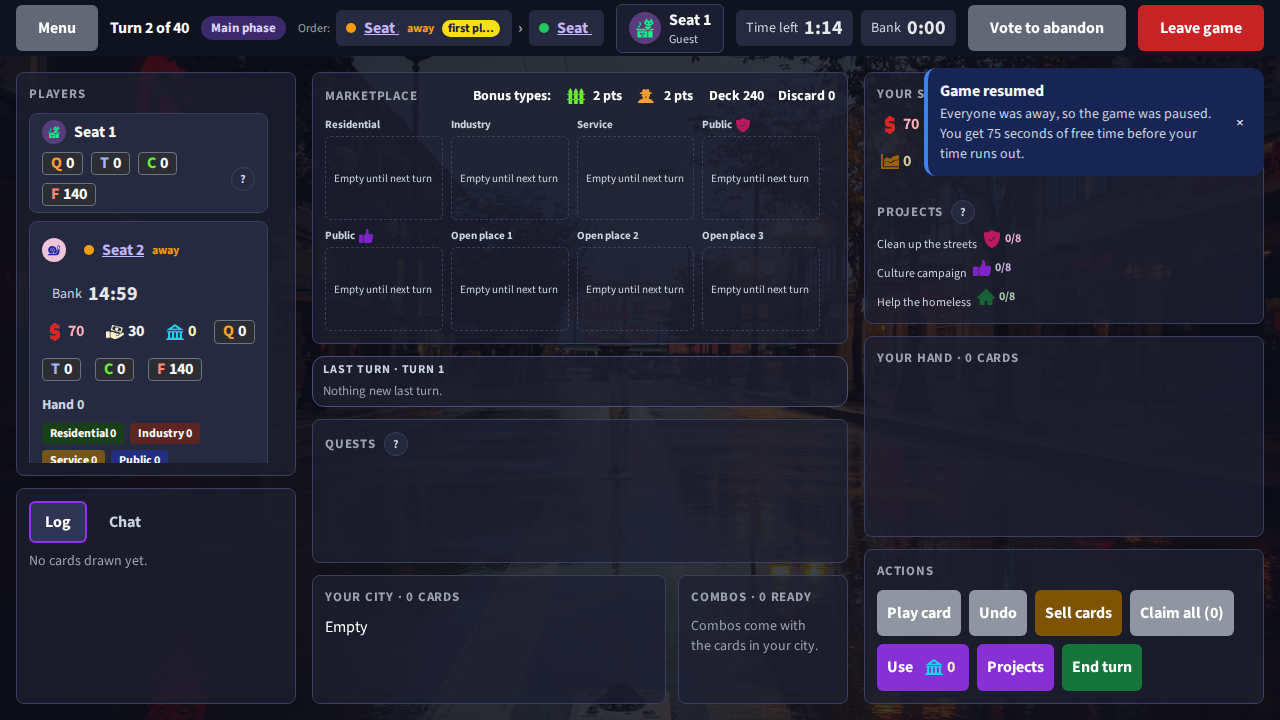 Menu
Turn 2 of 40
Main phase
Order:
Seat
away
first pl...
›
Seat
Seat 1
Guest
Time left 1:14
Bank 0:00
Vote to abandon
Leave game
PLAYERS
Seat 1
Q 0
T 0
C 0
?
F 140
Seat 2 away
Bank 14:59
70
30
0
Q 0
T 0
C 0
F 140
Hand 0
Residential 0
Industry 0
Service 0
Public 0
Log
Chat
No cards drawn yet.
MARKETPLACE
Bonus types:
2 pts
2 pts
Deck 240
Discard 0
Residential
Industry
Service
Public
Empty until next turn
Empty until next turn
Empty until next turn
Empty until next turn
Public
Open place 1
Open place 2
Open place 3
Empty until next turn
Empty until next turn
Empty until next turn
Empty until next turn
LAST TURN · TURN 1
Nothing new last turn.
QUESTS ?
YOUR CITY · 0 CARDS
Empty
COMBOS · 0 READY
Combos come with
the cards in your city.
YOUR S
70
0
Game resumed
Everyone was away, so the game was paused.
You get 75 seconds of free time before your
time runs out.
×
PROJECTS ?
Clean up the streets 0/8
Culture campaign 0/8
Help the homeless 0/8
YOUR HAND · 0 CARDS
ACTIONS
Play card
Undo
Sell cards
Claim all (0)
Use 0
Projects
End turn